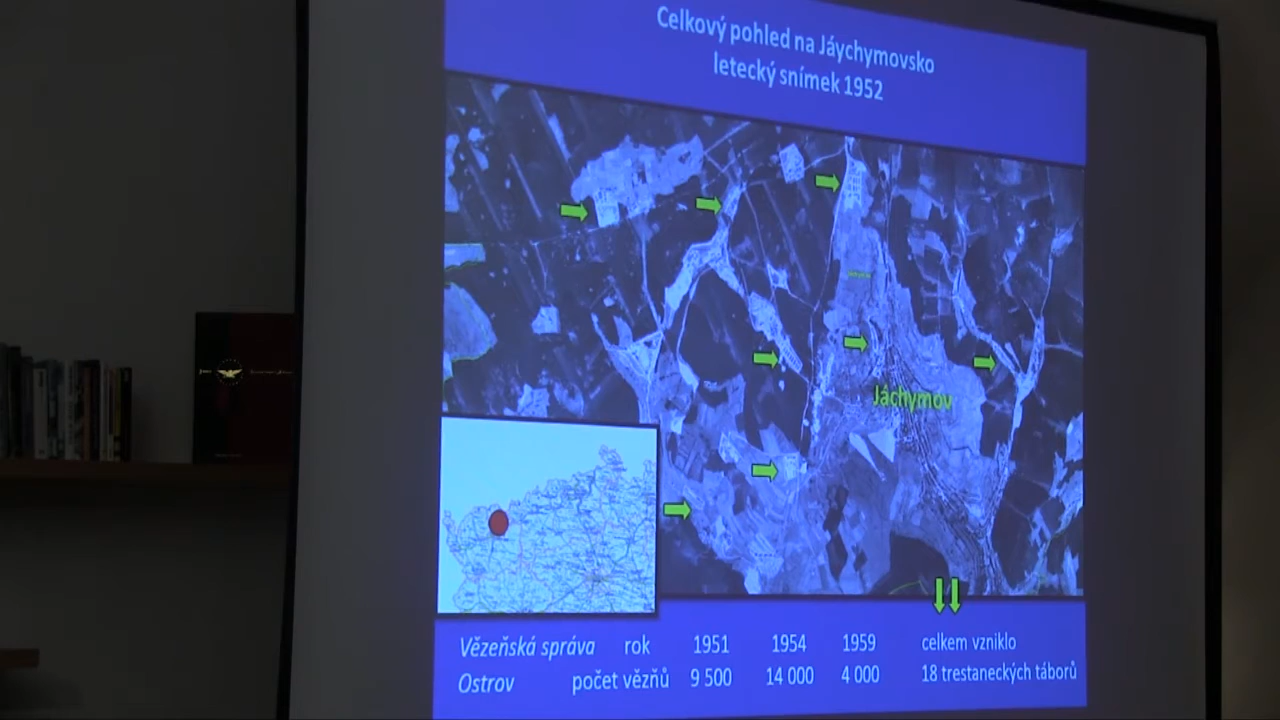 Celkový pohled na Jáychymovsko
letecký snímek 1952
Jáchymov
Vězeňská správa rok 1951 1954 1959 celkem vzniklo
Ostrov počet vězňů 9 500 14 000 4 000 18 trestaneckých táborů